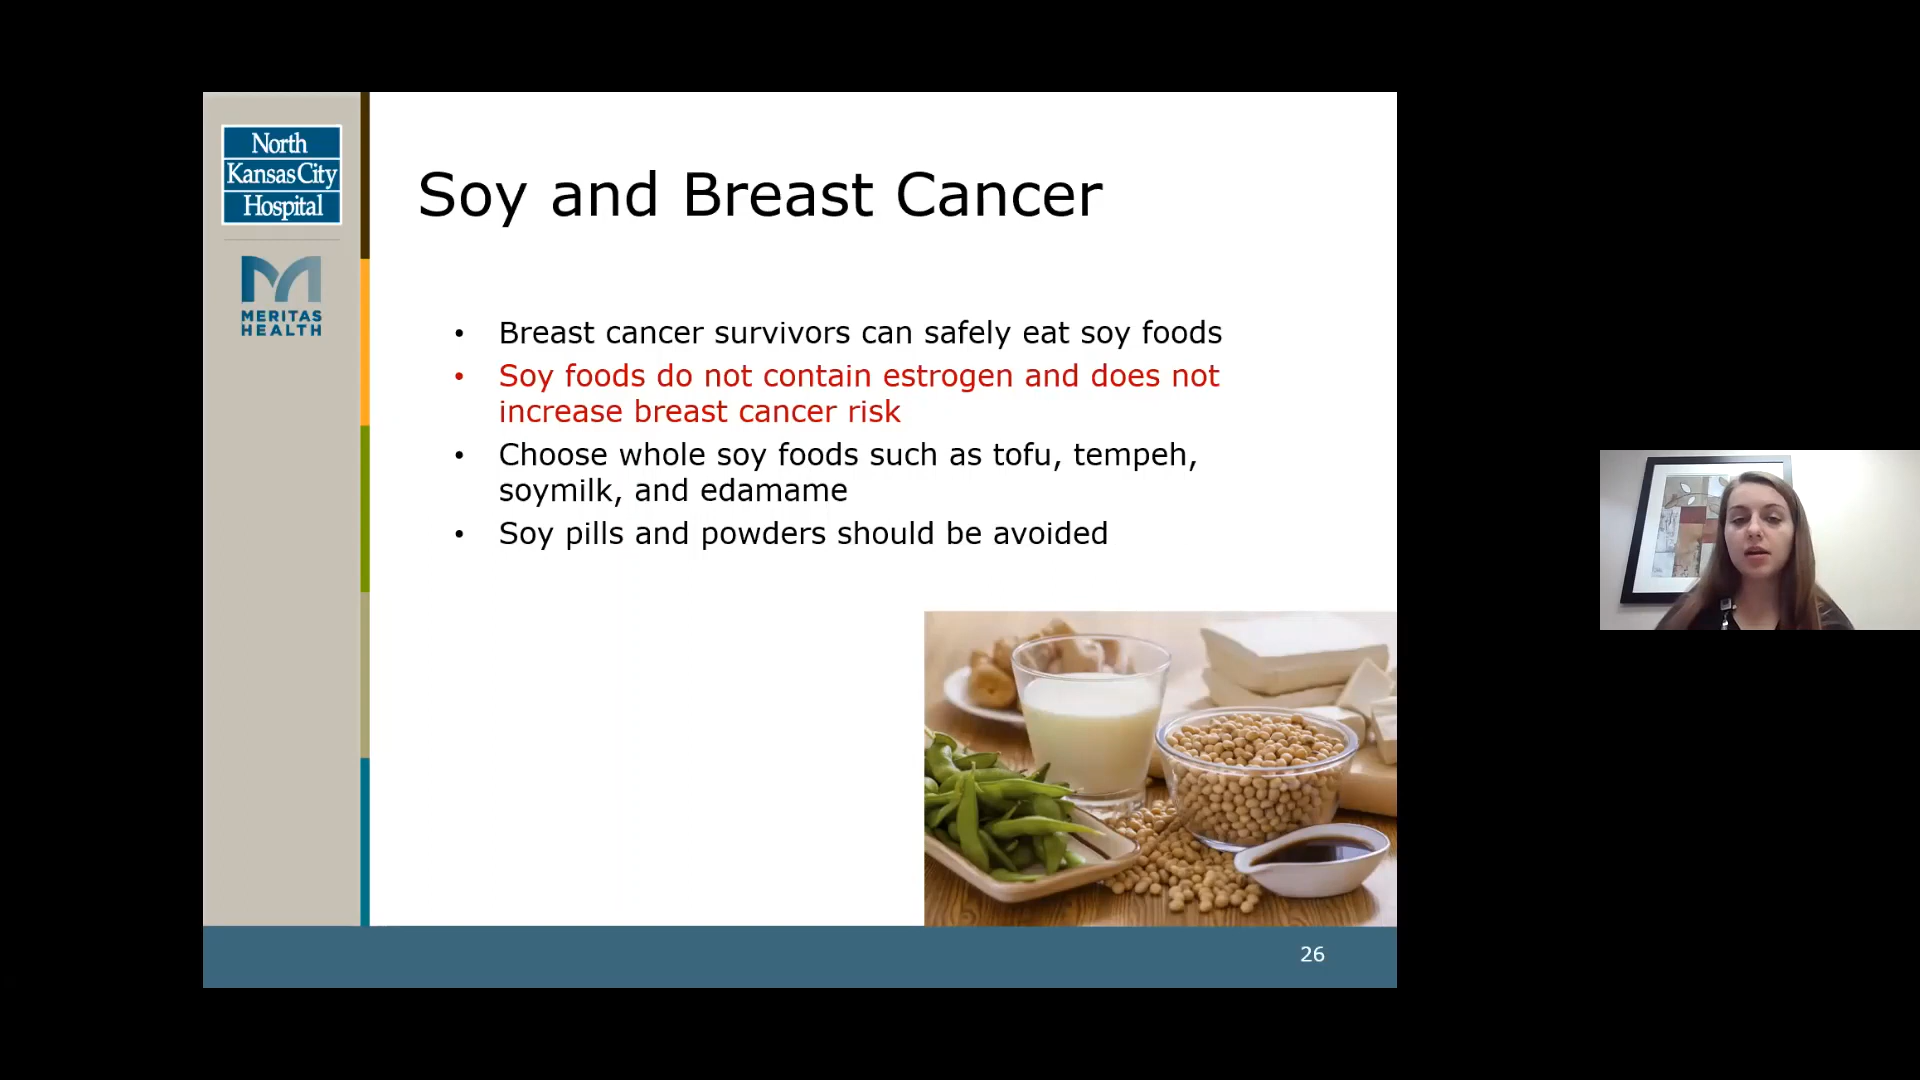 North
Kansas City
Hospital
MERITAS
HEALTH
Soy and Breast Cancer
• Breast cancer survivors can safely eat soy foods
• Soy foods do not contain estrogen and does not
increase breast cancer risk
• Choose whole soy foods such as tofu, tempeh,
soymilk, and edamame
• Soy pills and powders should be avoided
26